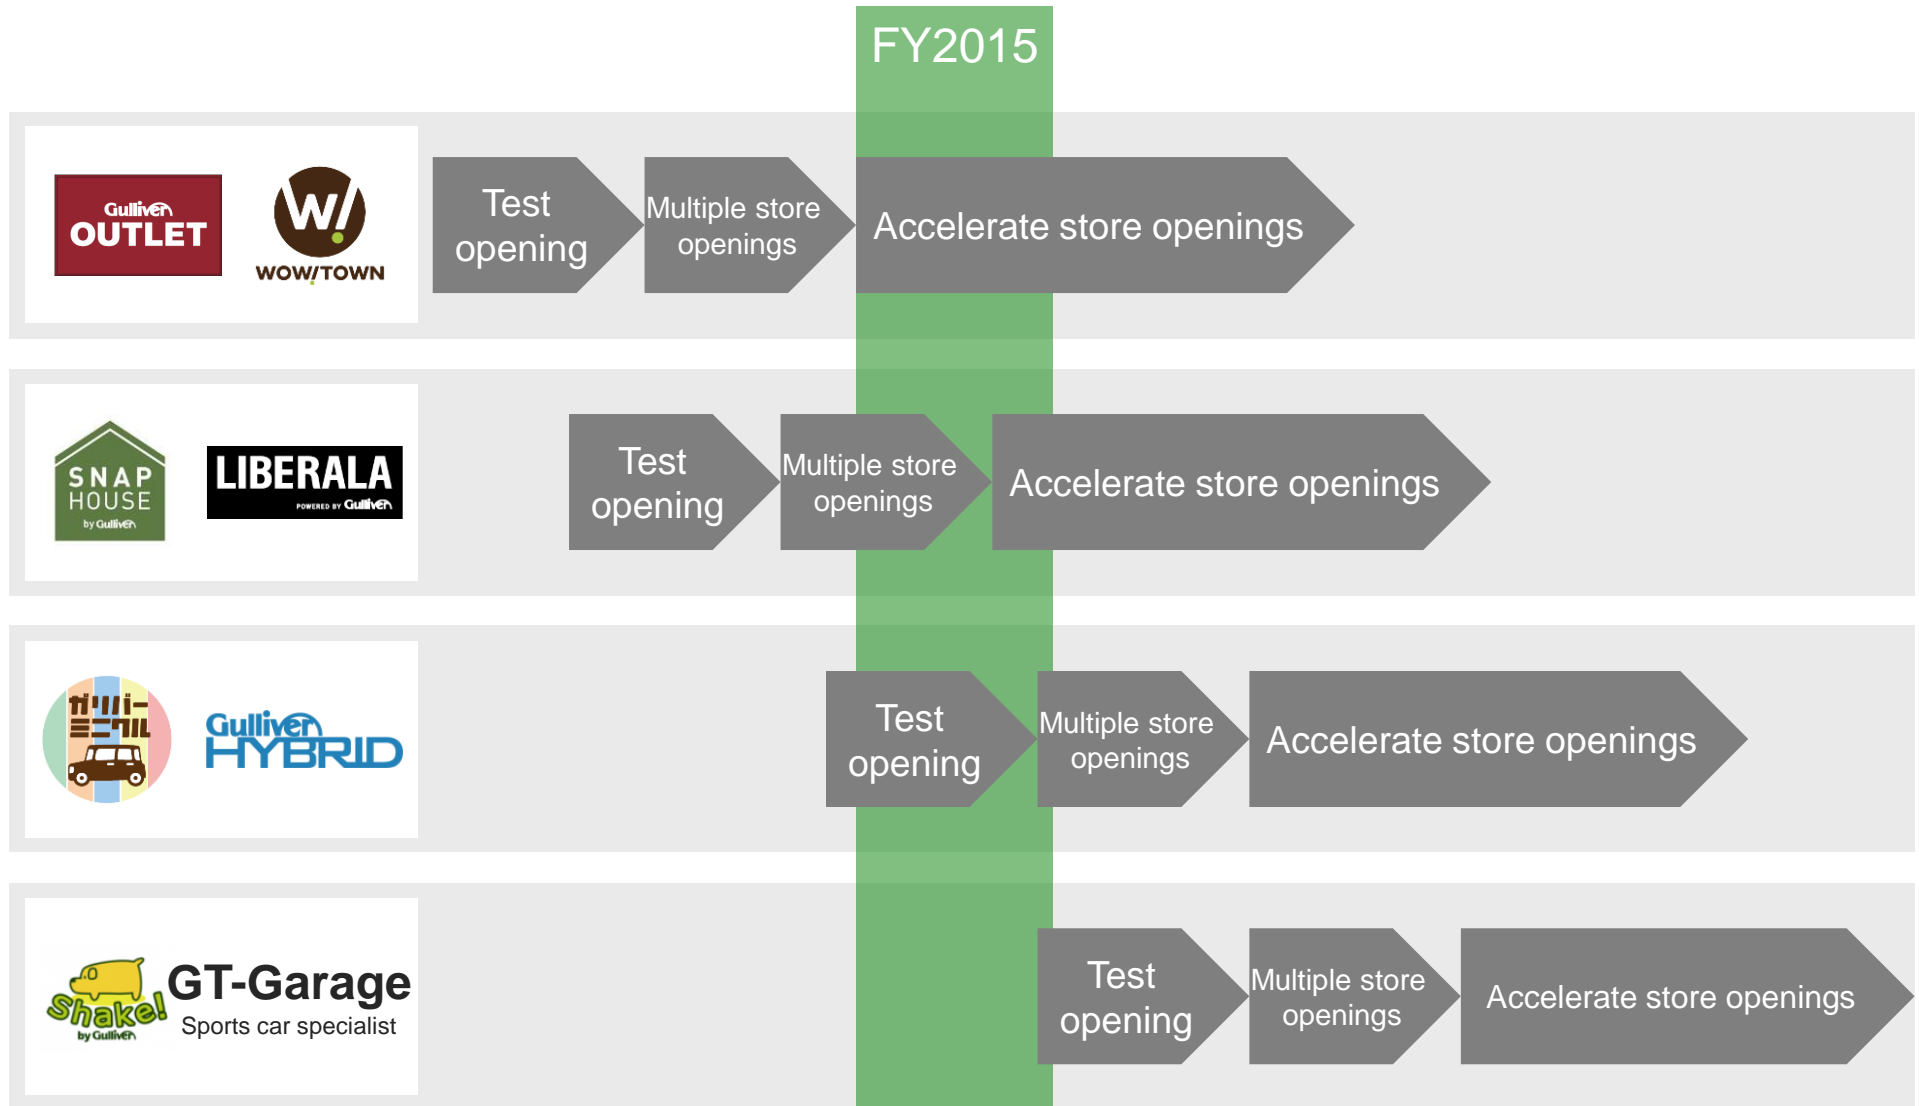 FY2015
Gulliver
OUTLET
W!
WOW!TOWN
Test
opening
Multiple store
openings
Accelerate store openings
SNAP
HOUSE
by Gulliver
LIBERALA
POWERED BY Gulliver
Test
opening
Multiple store
openings
Accelerate store openings
ガリバー
ミニクル
Gulliver
HYBRID
Test
opening
Multiple store
openings
Accelerate store openings
Shake!
by Gulliver
GT-Garage
Sports car specialist
Test
opening
Multiple store
openings
Accelerate store openings